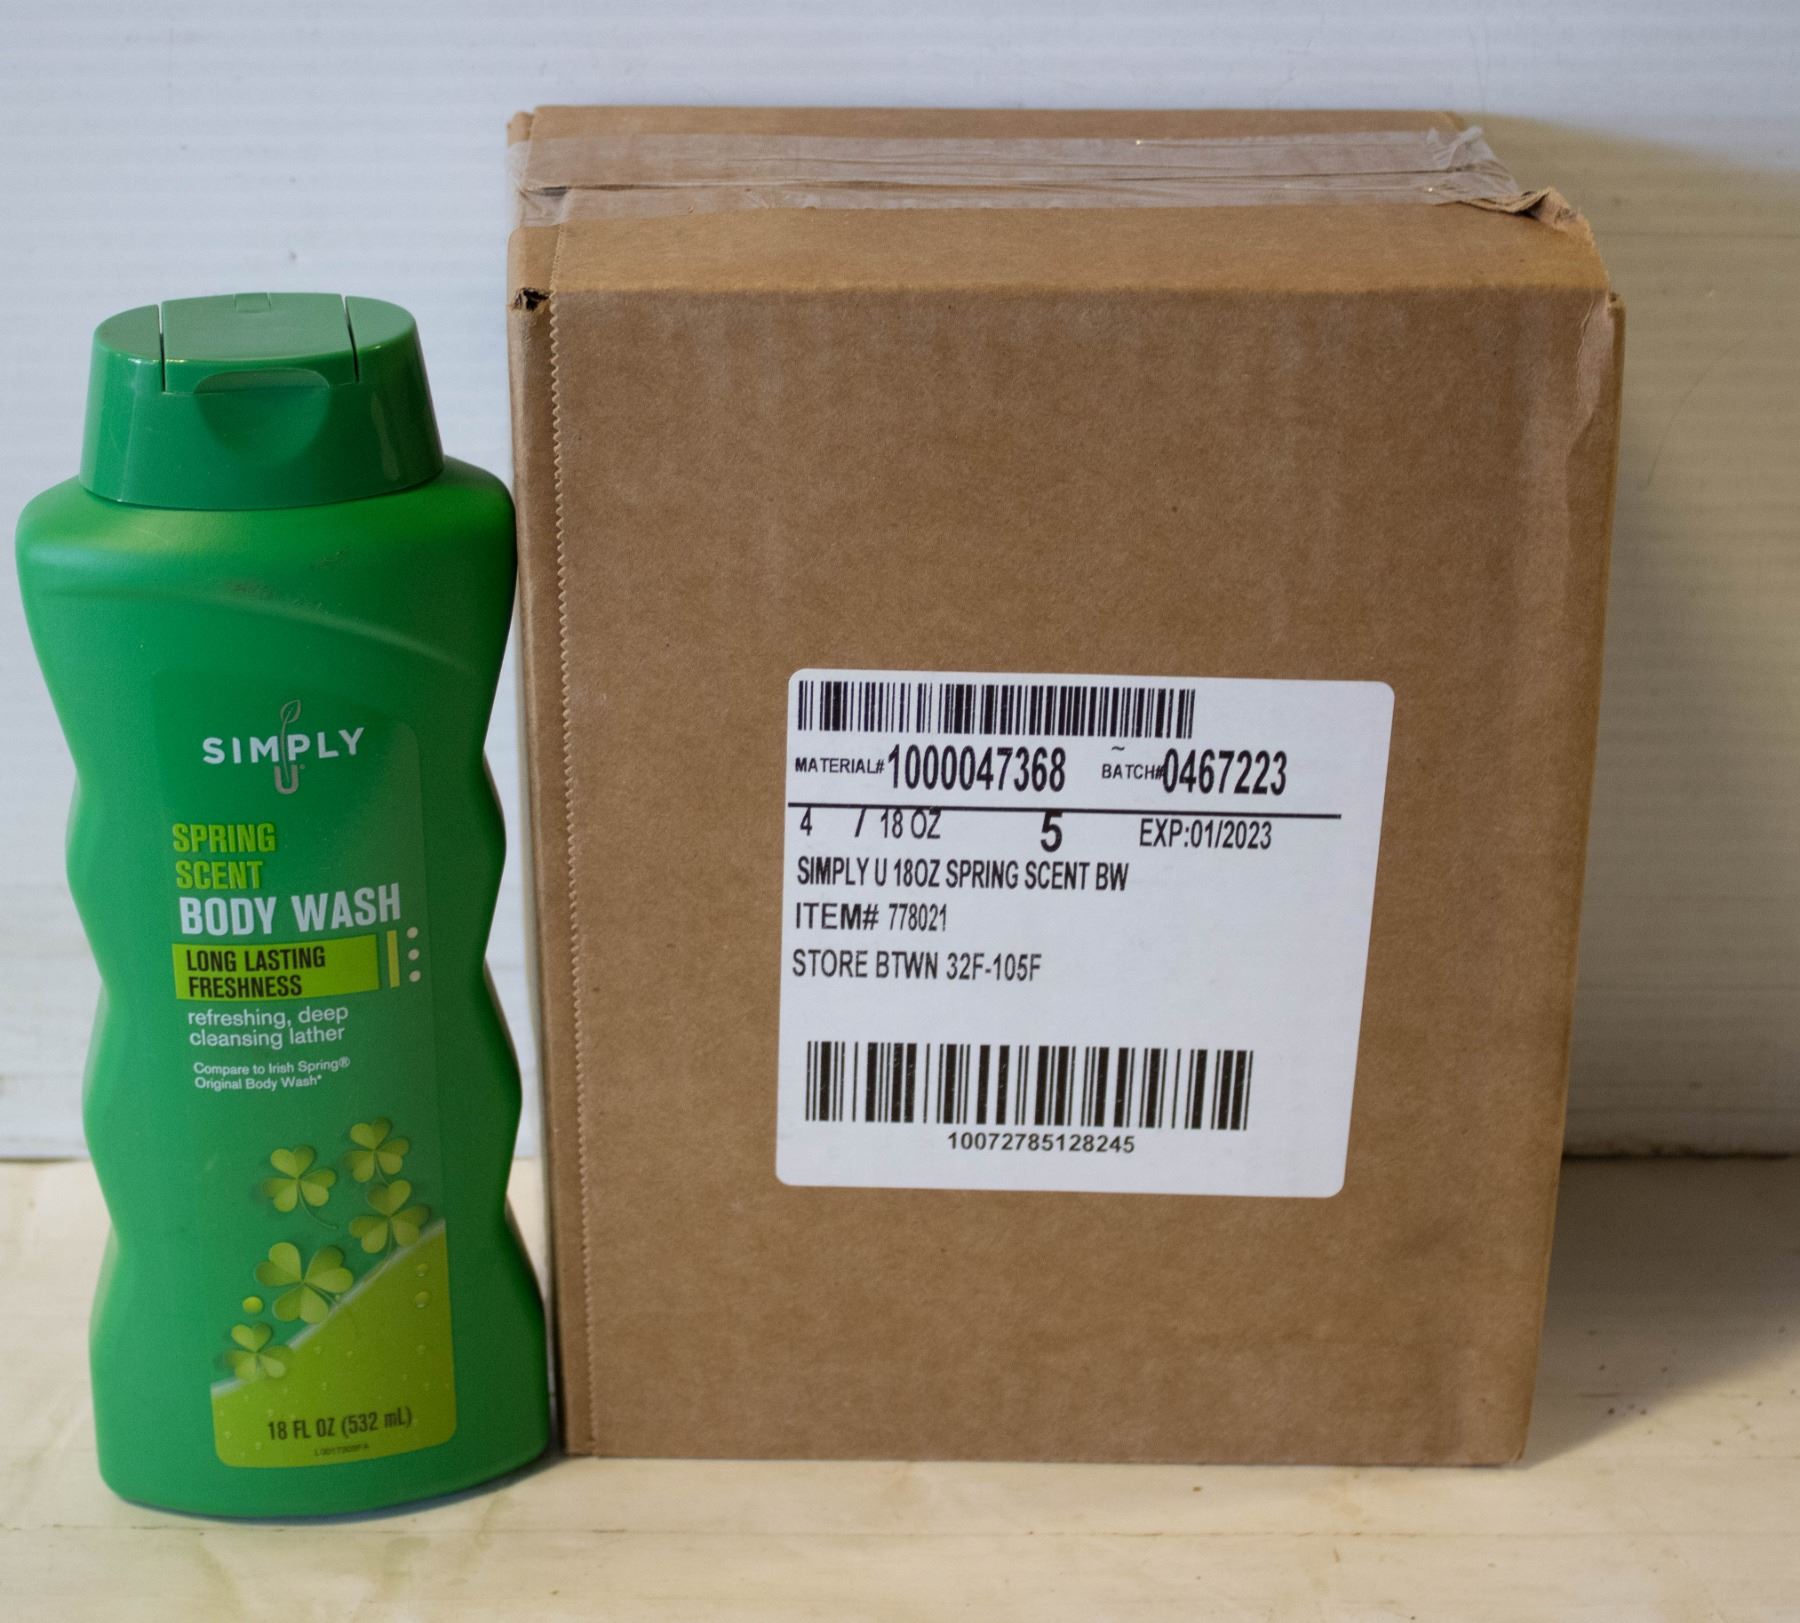 SIMPLY
U
SPRING
SCENT
BODY WASH
LONG LASTING
FRESHNESS
refreshing, deep
cleansing lather
Compare to Irish Spring®
Original Body Wash*
18 FL OZ (532 mL)
MATERIAL# 1000047368 ~ BATCH# 0467223
4 / 18 OZ 5 EXP:01/2023
SIMPLY U 18OZ SPRING SCENT BW
ITEM# 778021
STORE BTWN 32F-105F
10072785128245